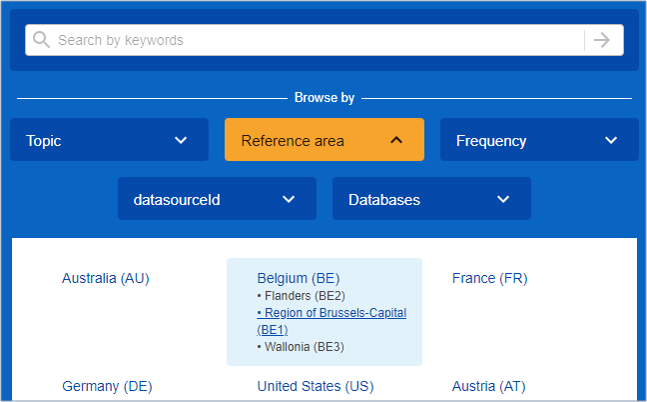 Search by keywords
Browse by
Topic
Reference area
Frequency
datasourceId
Databases
Australia (AU)
Belgium (BE)
• Flanders (BE2)
• Region of Brussels-Capital
(BE1)
• Wallonia (BE3)
France (FR)
Germany (DE)
United States (US)
Austria (AT)